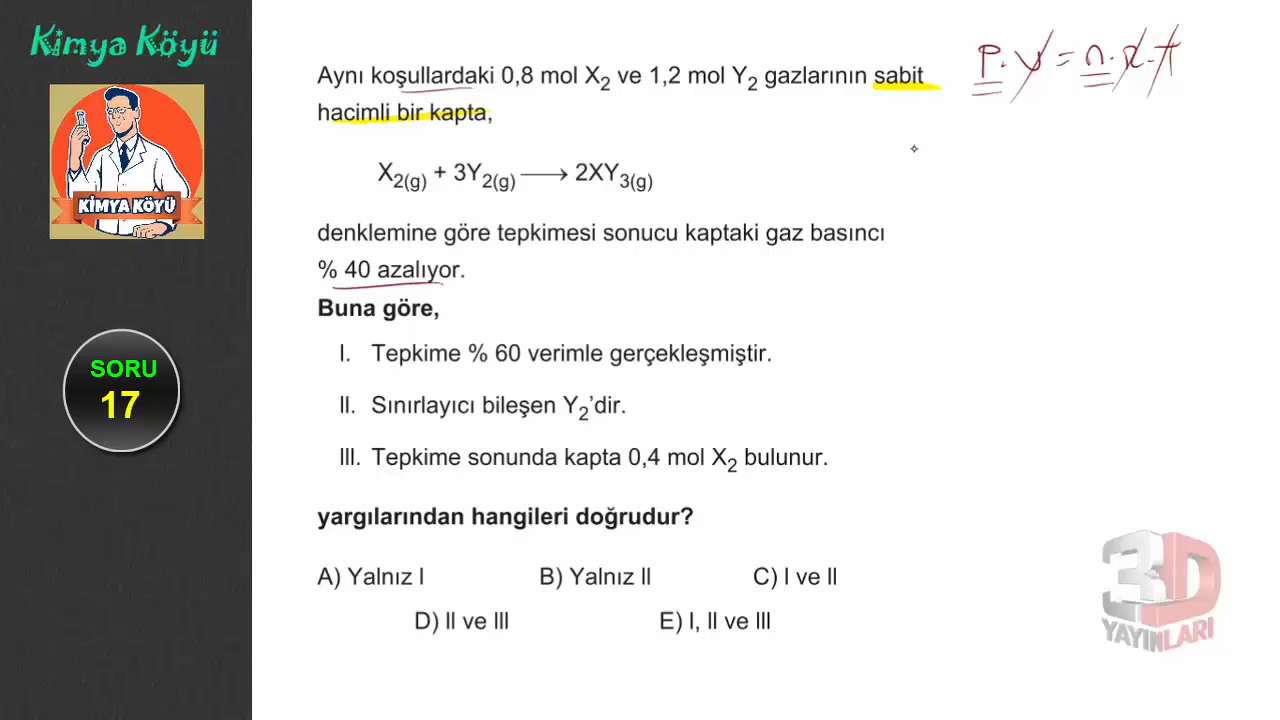 Kimya Köyü
KİMYA KÖYÜ
SORU
17
P.V = n.R.T
Aynı koşullardaki 0,8 mol X₂ ve 1,2 mol Y₂ gazlarının sabit
hacimli bir kapta,
X₂(g) + 3Y₂(g) ⟶ 2XY₃(g)
denklemine göre tepkimesi sonucu kaptaki gaz basıncı
% 40 azalıyor.
Buna göre,
I. Tepkime % 60 verimle gerçekleşmiştir.
II. Sınırlayıcı bileşen Y₂’dir.
III. Tepkime sonunda kapta 0,4 mol X₂ bulunur.
yargılarından hangileri doğrudur?
A) Yalnız I B) Yalnız II C) I ve II
D) II ve III E) I, II ve III
3D
YAYINLARI